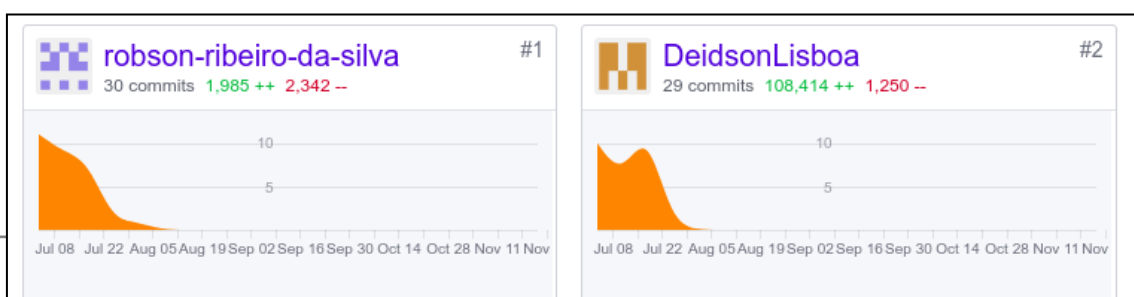 robson-ribeiro-da-silva
#1
30 commits 1,985 ++ 2,342 --
10
5
Jul 08 Jul 22 Aug 05 Aug 19 Sep 02 Sep 16 Sep 30 Oct 14 Oct 28 Nov 11 Nov
DeidsonLisboa
#2
29 commits 108,414 ++ 1,250 --
10
5
Jul 08 Jul 22 Aug 05 Aug 19 Sep 02 Sep 16 Sep 30 Oct 14 Oct 28 Nov 11 Nov